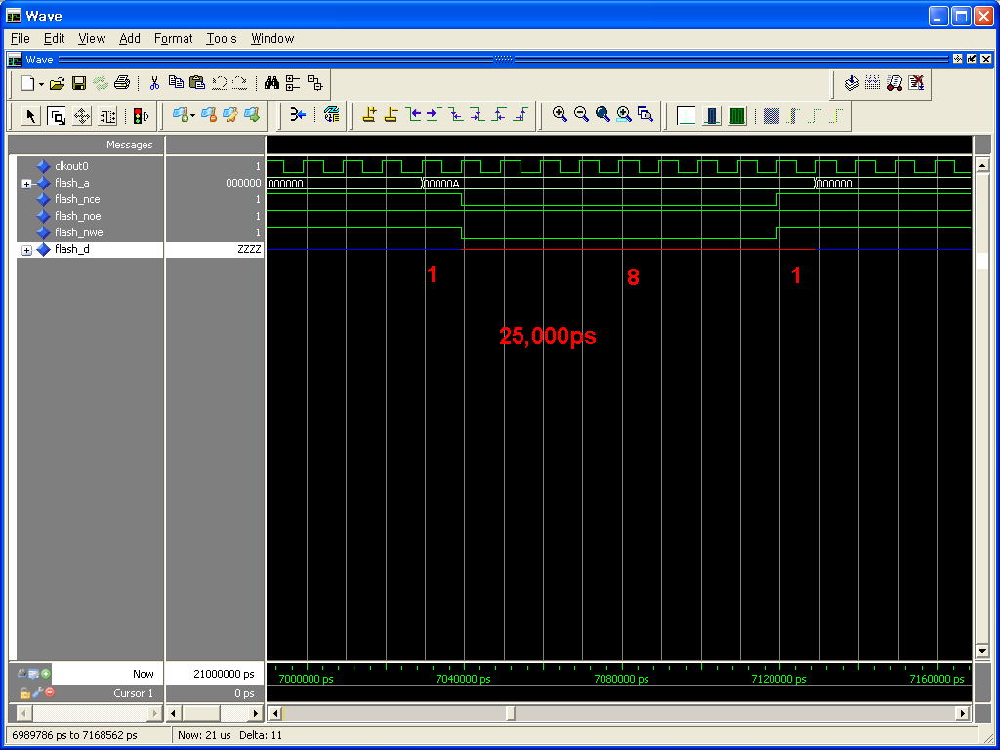 Wave
File Edit View Add Format Tools Window
Wave
Messages
clkout0 1
flash_a 000000 000000 00000A 000000
flash_nce 1
flash_noe 1
flash_nwe 1
flash_d ZZZZ
1 8 1
25,000ps
Now 21000000 ps 7000000 ps 7040000 ps 7080000 ps 7120000 ps 7160000 ps
Cursor 1 0 ps
6989786 ps to 7168562 ps Now: 21 us Delta: 11